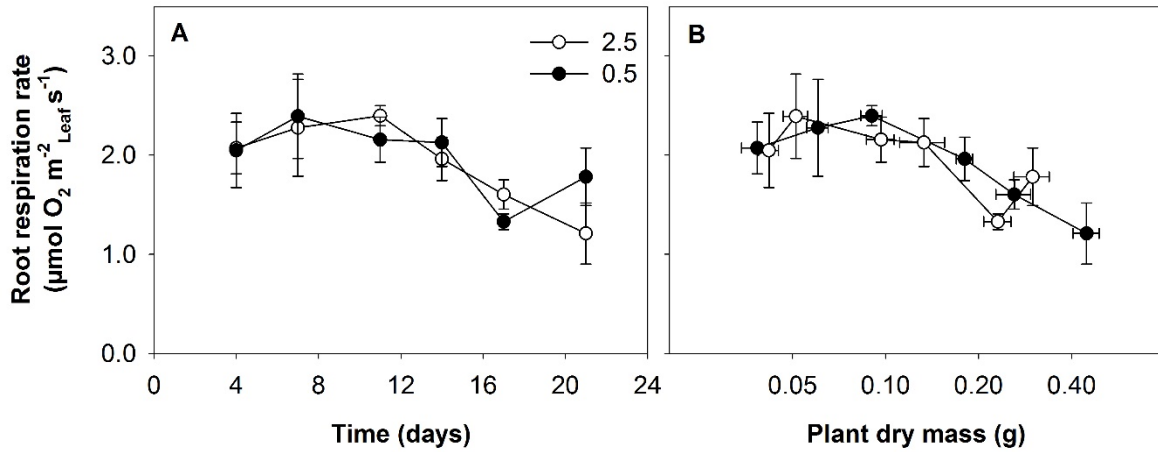 A
B
2.5
0.5
Root respiration rate
(µmol O2 m-2Leaf s-1)
3.0
2.0
1.0
0.0
0 4 8 12 16 20 24
0.05 0.10 0.20 0.40
Time (days)
Plant dry mass (g)